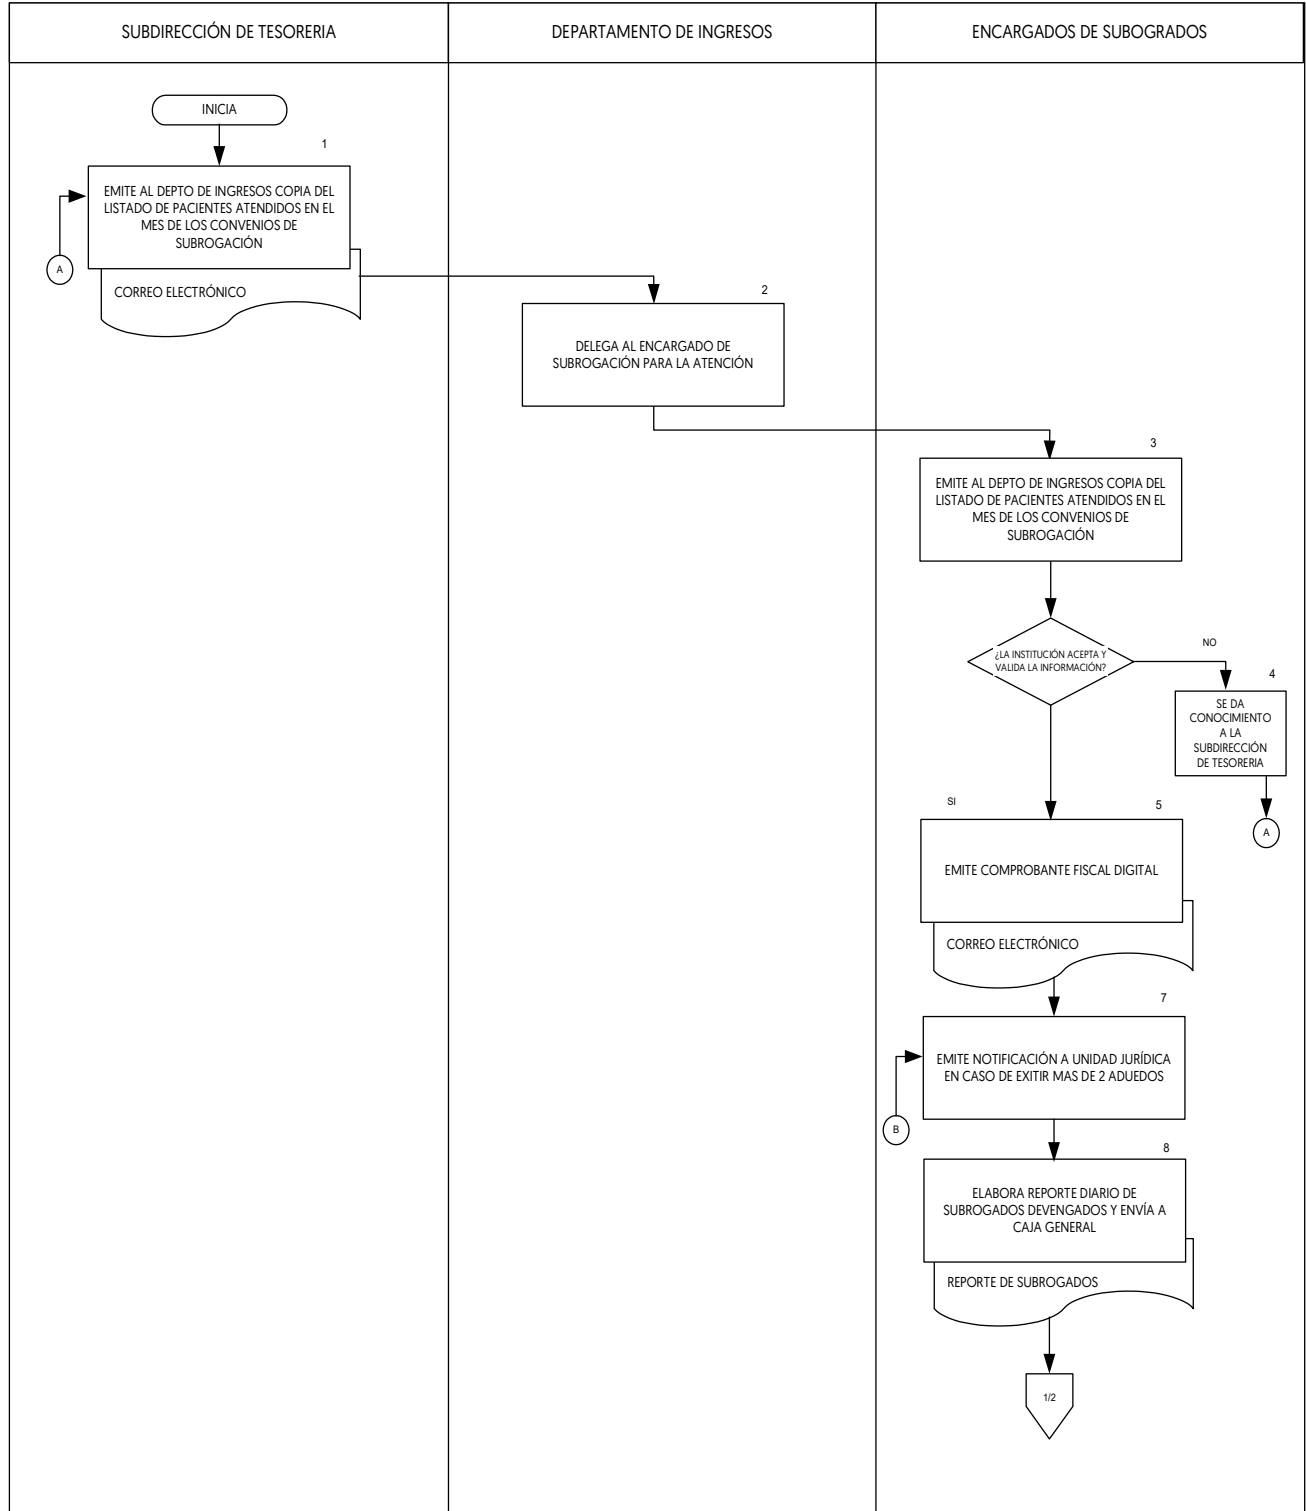 SUBDIRECCIÓN DE TESORERIA
DEPARTAMENTO DE INGRESOS
ENCARGADOS DE SUBOGRADOS
INICIA
1
EMITE AL DEPTO DE INGRESOS COPIA DEL
LISTADO DE PACIENTES ATENDIDOS EN EL
MES DE LOS CONVENIOS DE
SUBROGACIÓN
A
CORREO ELECTRÓNICO
2
DELEGA AL ENCARGADO DE
SUBROGACIÓN PARA LA ATENCIÓN
3
EMITE AL DEPTO DE INGRESOS COPIA DEL
LISTADO DE PACIENTES ATENDIDOS EN EL
MES DE LOS CONVENIOS DE
SUBROGACIÓN
¿LA INSTITUCIÓN ACEPTA Y
VALIDA LA INFORMACIÓN?
NO
4
SE DA
CONOCIMIENTO
A LA
SUBDIRECCIÓN
DE TESORERIA
A
SI
5
EMITE COMPROBANTE FISCAL DIGITAL
CORREO ELECTRÓNICO
7
EMITE NOTIFICACIÓN A UNIDAD JURÍDICA
EN CASO DE EXITIR MAS DE 2 ADUEDOS
B
8
ELABORA REPORTE DIARIO DE
SUBROGADOS DEVENGADOS Y ENVÍA A
CAJA GENERAL
REPORTE DE SUBROGADOS
1/2